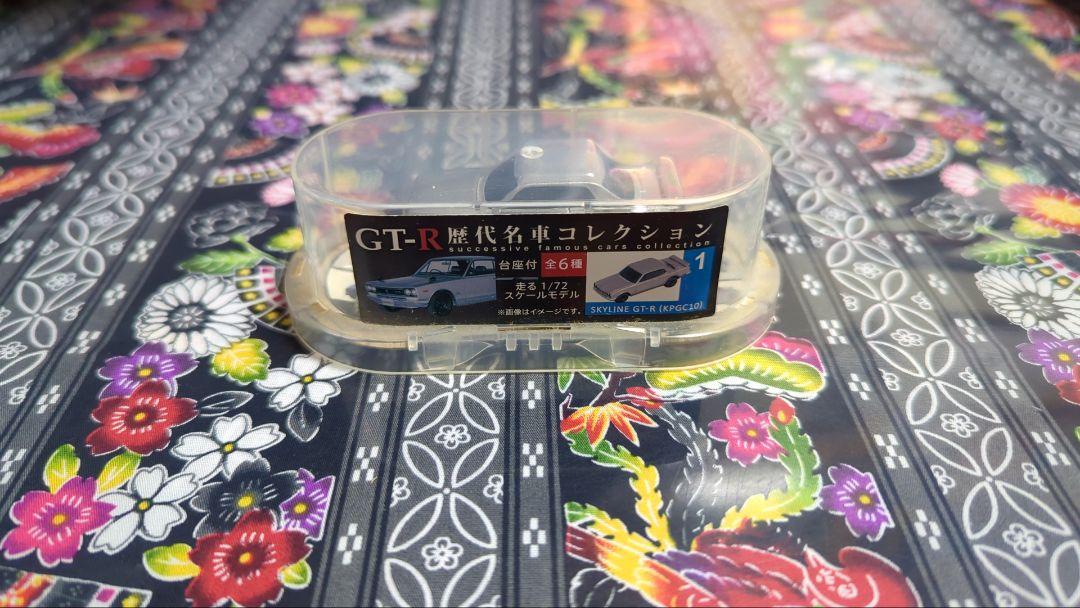 GT-R 歴代名車コレクション
successive famous cars collection
台座付 全6種
走る 1/72
スケールモデル
※画像はイメージです。
1
SKYLINE GT-R (KPGC10)